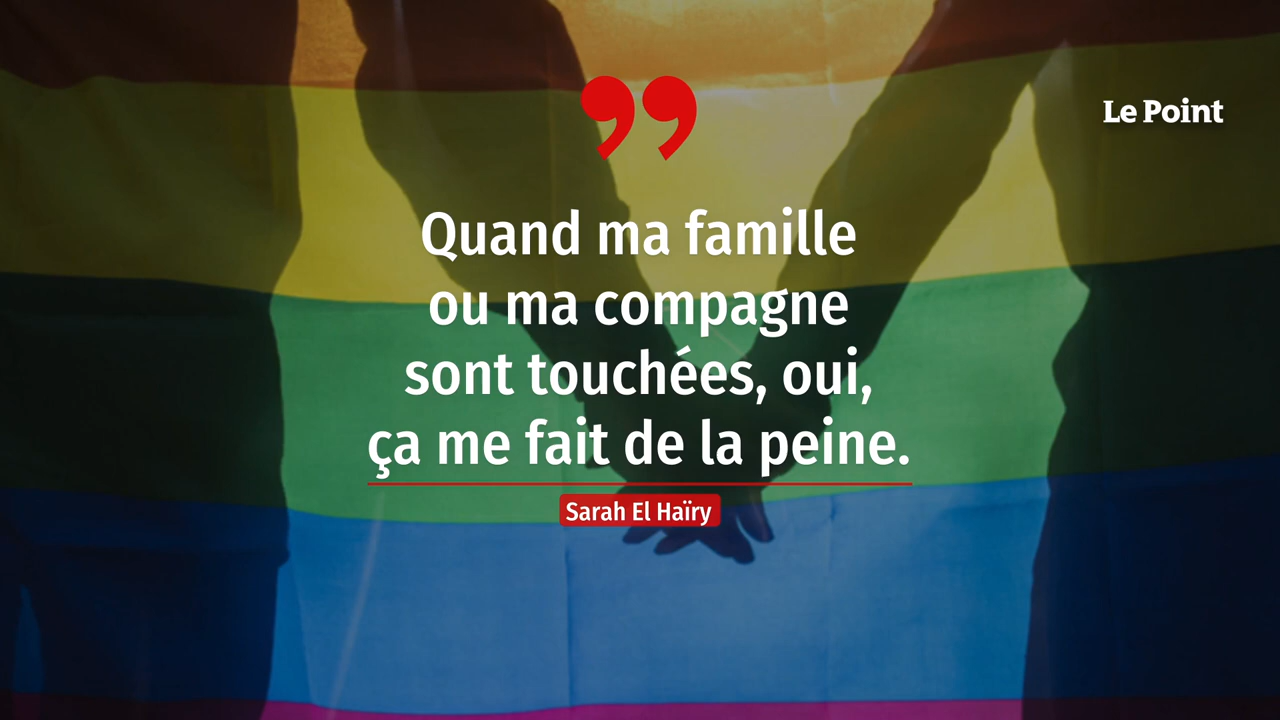 Le Point
”
Quand ma famille
ou ma compagne
sont touchées, oui,
ça me fait de la peine.
Sarah El Haïry